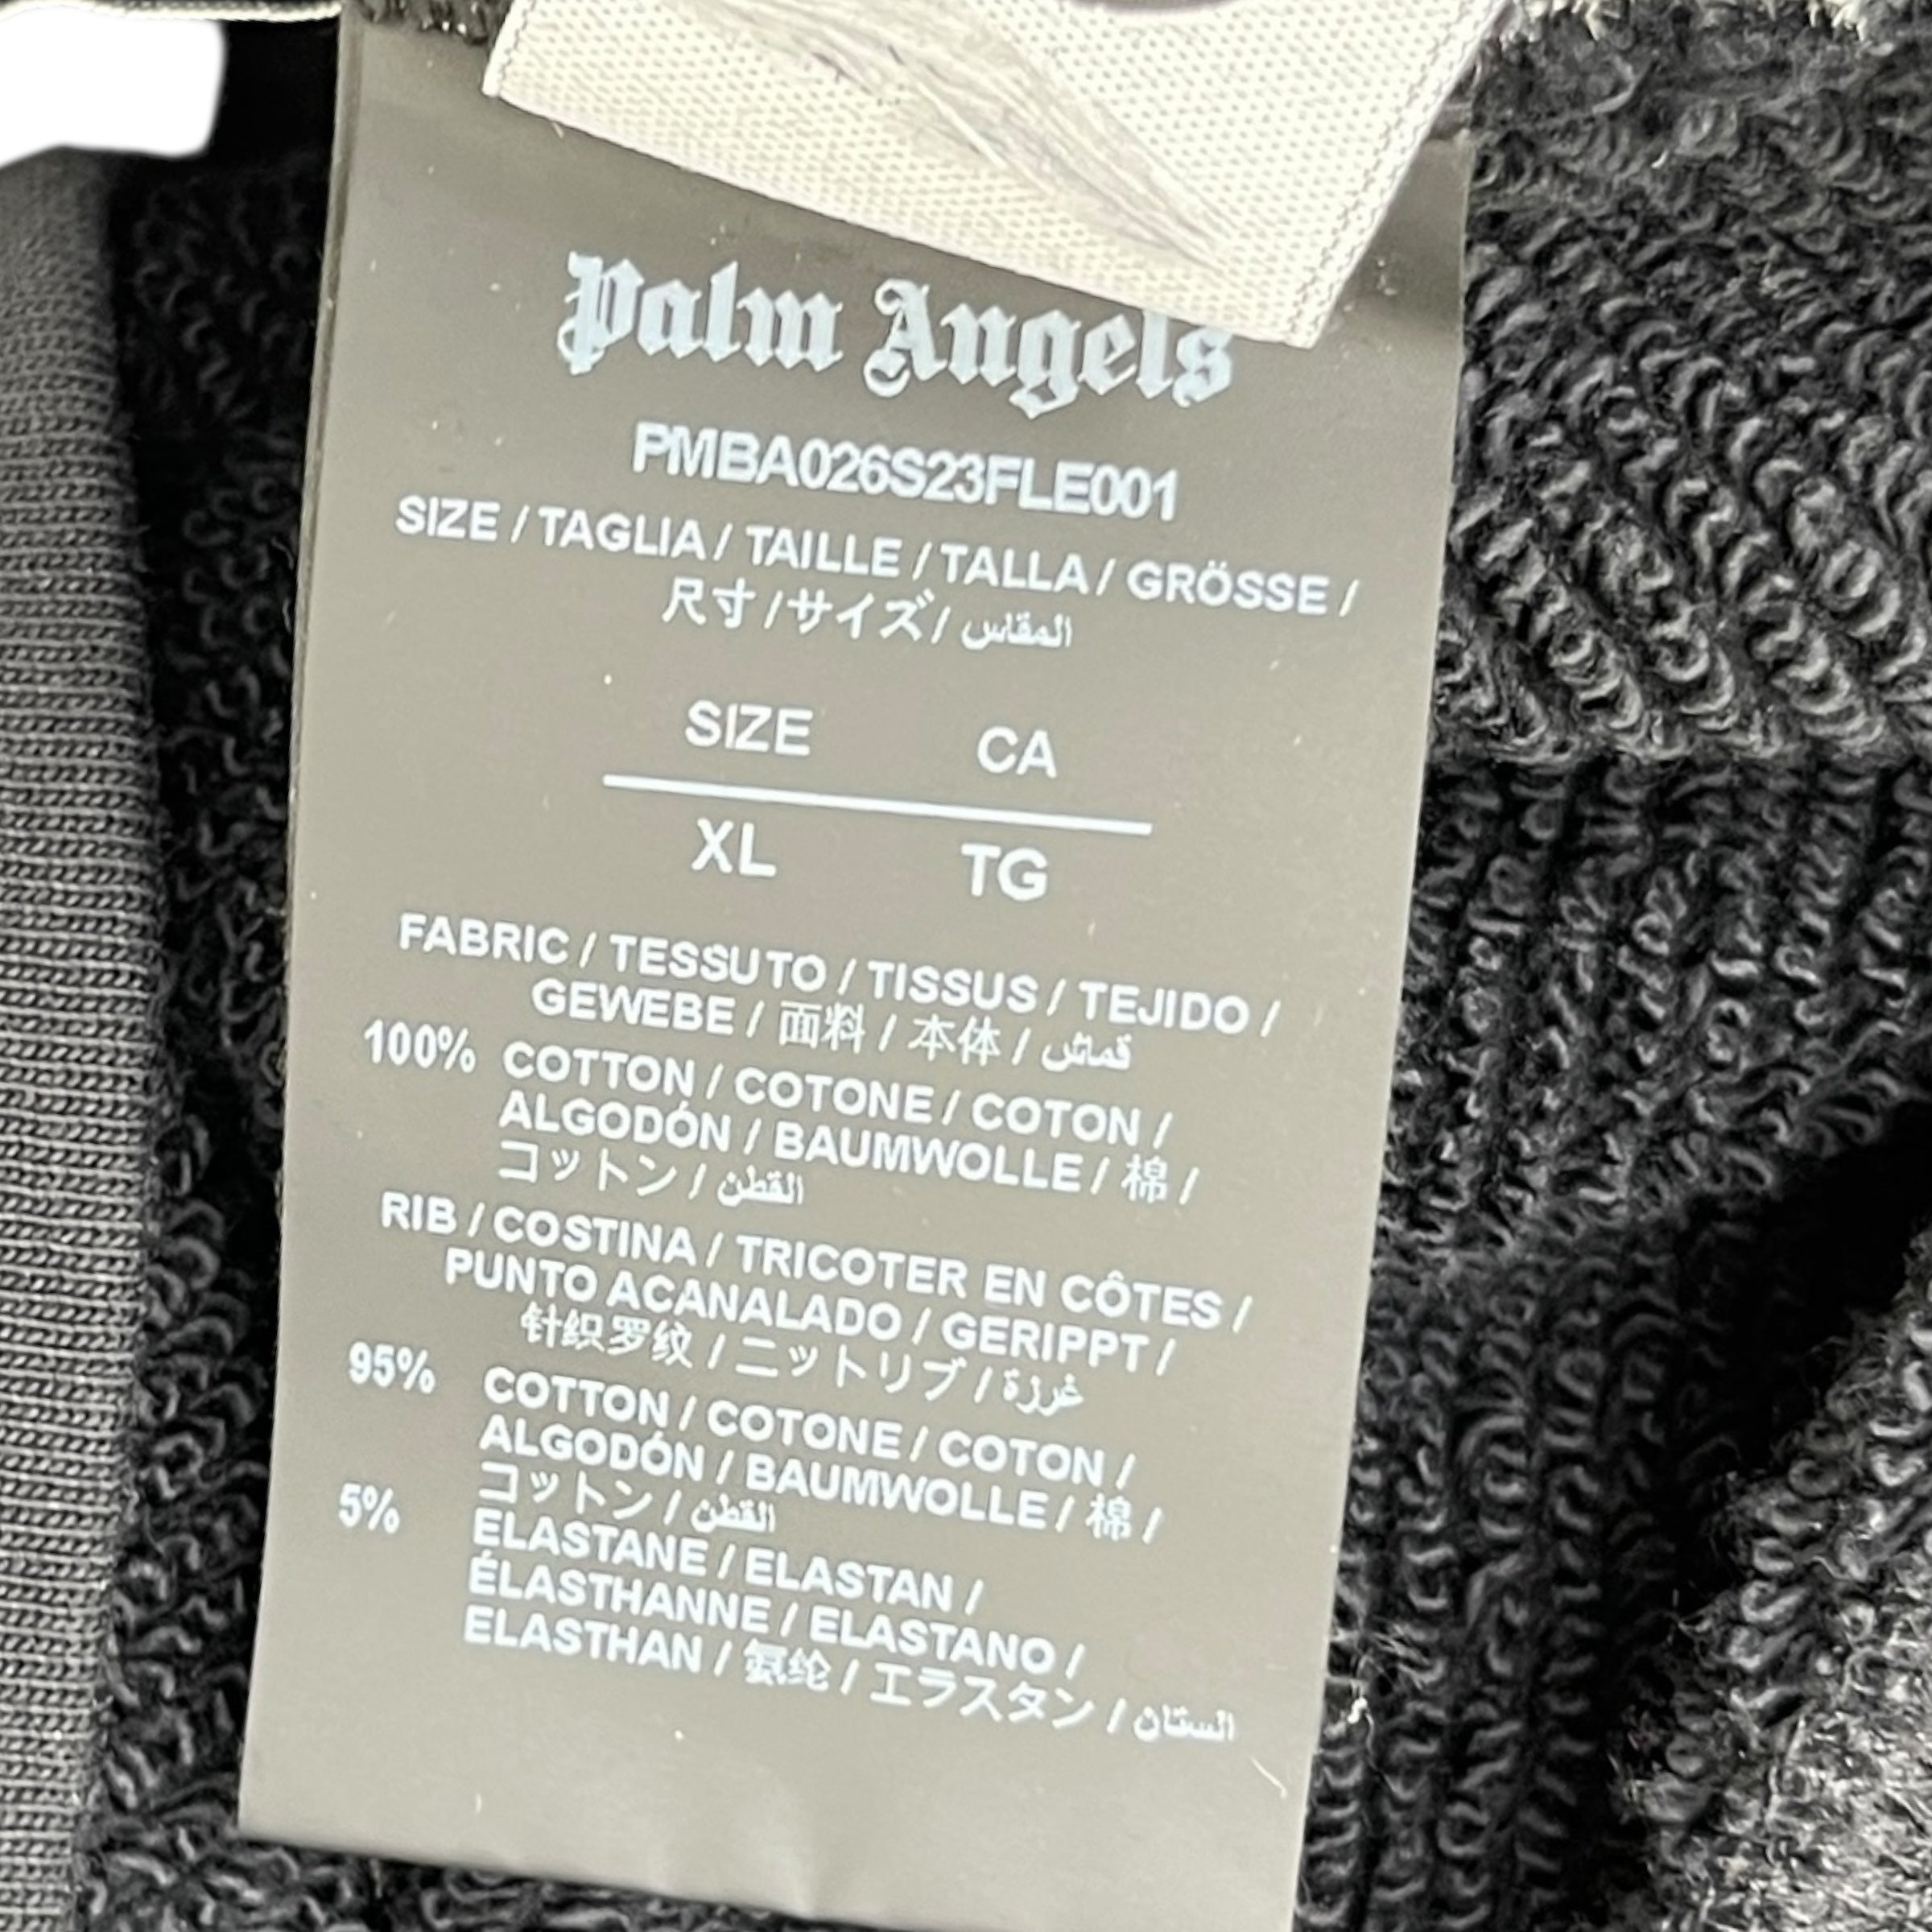 Palm Angels
PMBA026S23FLE001
SIZE / TAGLIA / TAILLE / TALLA / GRÖSSE /
尺寸 / サイズ / المقاس
SIZE CA
XL TG
FABRIC / TESSUTO / TISSUS / TEJIDO /
GEWEBE / 面料 / 本体 / قماش
100% COTTON / COTONE / COTON /
ALGODÓN / BAUMWOLLE / 棉 /
コットン / القطن
RIB / COSTINA / TRICOTER EN CÔTES /
PUNTO ACANALADO / GERIPPT /
针织罗纹 / ニットリブ / غرزة
95% COTTON / COTONE / COTON /
ALGODÓN / BAUMWOLLE / 棉 /
コットン / القطن
5% ELASTANE / ELASTAN /
ÉLASTHANNE / ELASTANO /
ELASTHAN / 氨纶 / エラスタン / الستان